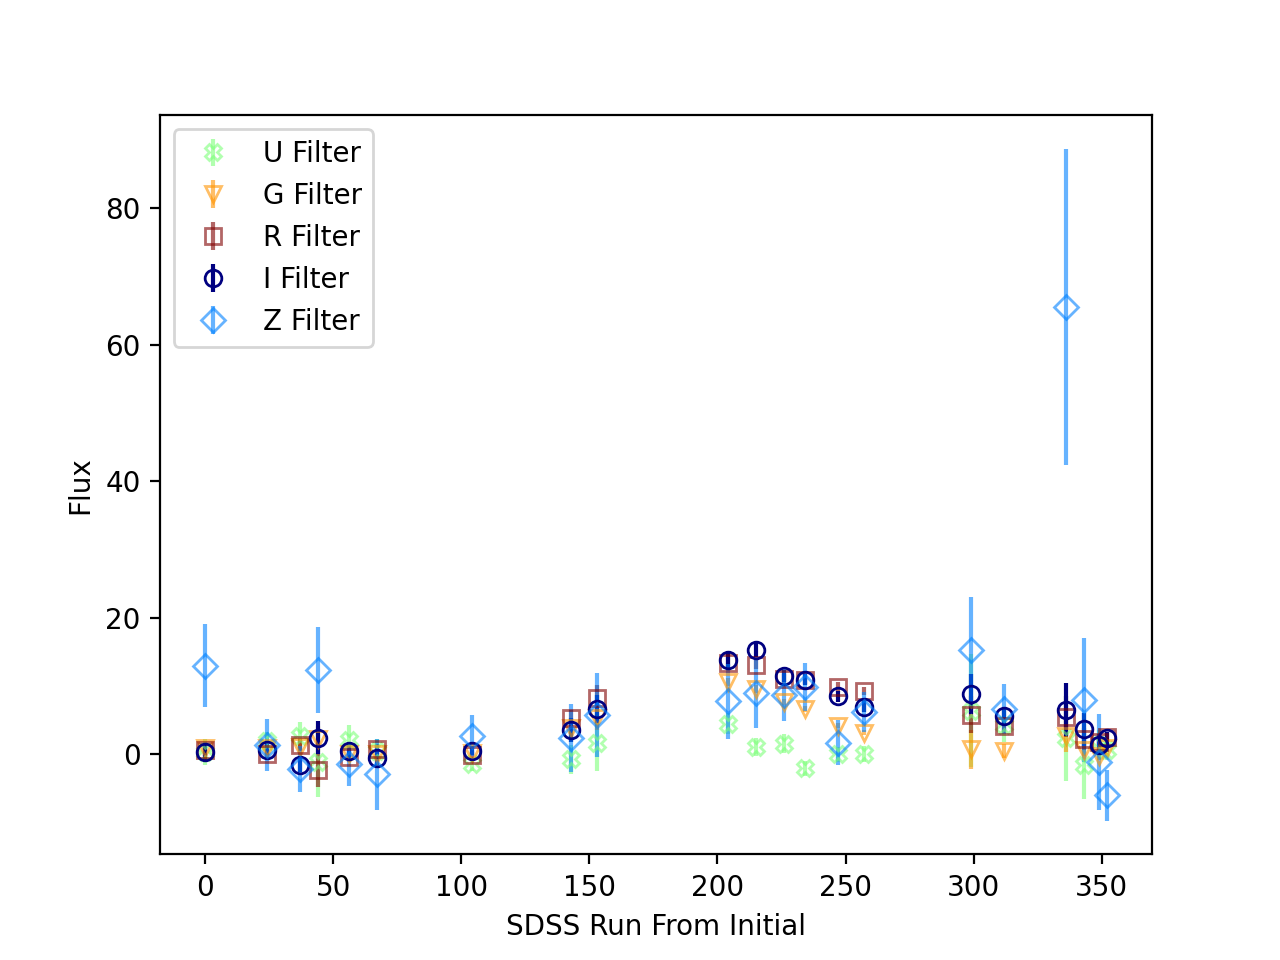 U Filter
G Filter
R Filter
I Filter
Z Filter
80
60
40
20
0
Flux
0 50 100 150 200 250 300 350
SDSS Run From Initial